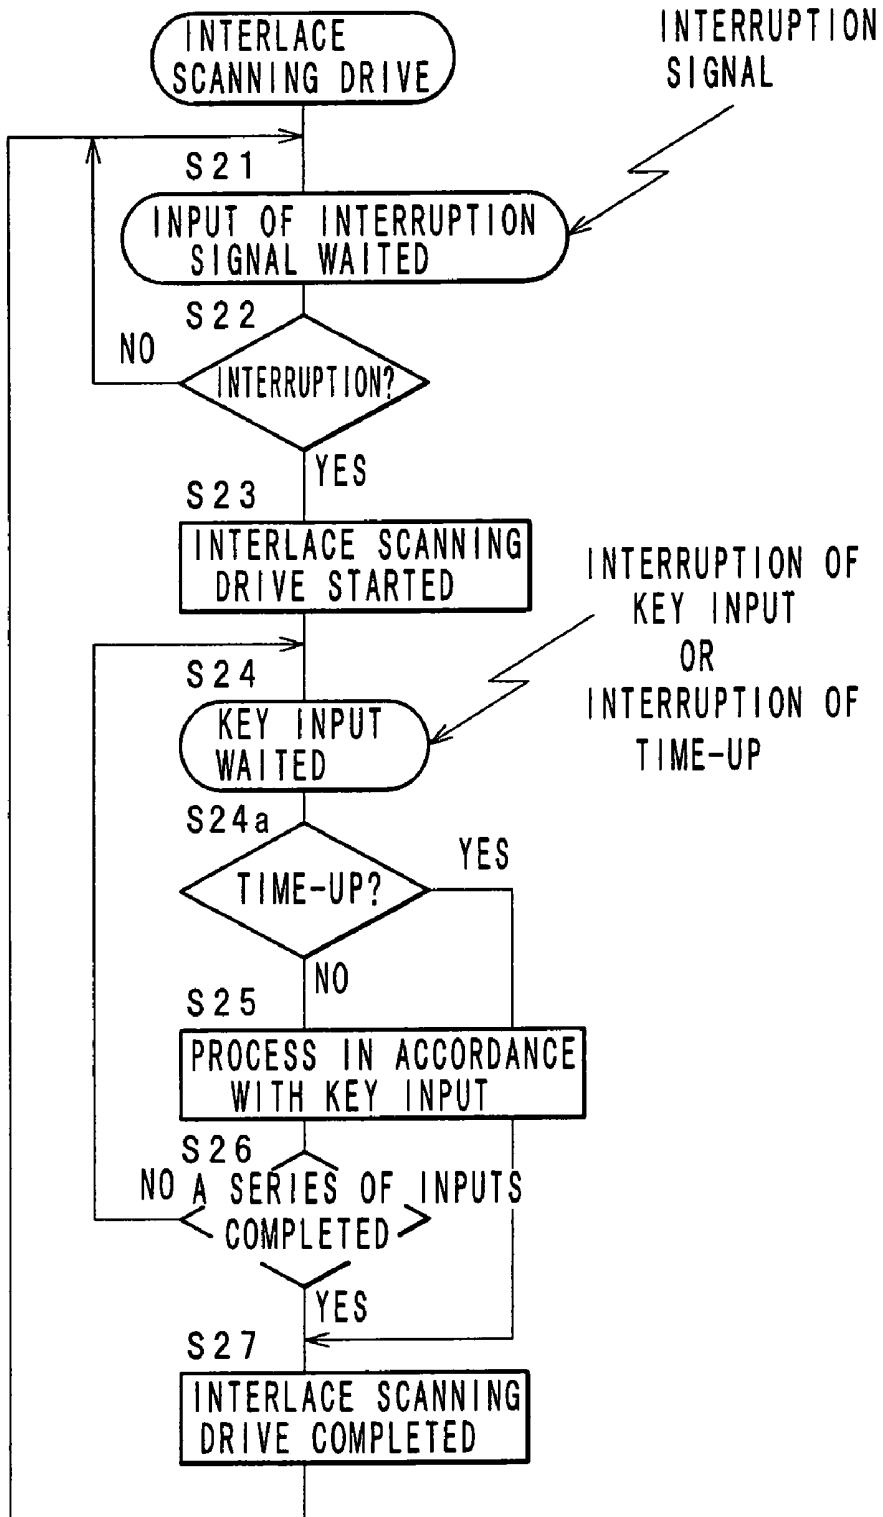 INTERLACE
SCANNING DRIVE
INTERRUPTION
SIGNAL
S21
INPUT OF INTERRUPTION
SIGNAL WAITED
S22
NO
INTERRUPTION?
YES
S23
INTERLACE SCANNING
DRIVE STARTED
INTERRUPTION OF
KEY INPUT
OR
INTERRUPTION OF
TIME-UP
S24
KEY INPUT
WAITED
S24a
YES
TIME-UP?
NO
S25
PROCESS IN ACCORDANCE
WITH KEY INPUT
S26
NO
A SERIES OF INPUTS
COMPLETED
YES
S27
INTERLACE SCANNING
DRIVE COMPLETED